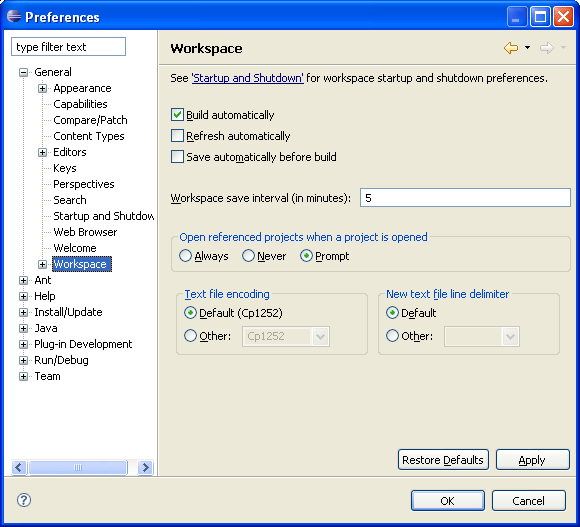 Preferences
type filter text
General
Appearance
Capabilities
Compare/Patch
Content Types
Editors
Keys
Perspectives
Search
Startup and Shutdow
Web Browser
Welcome
Workspace
Ant
Help
Install/Update
Java
Plug-in Development
Run/Debug
Team
Workspace
See 'Startup and Shutdown' for workspace startup and shutdown preferences.
Build automatically
Refresh automatically
Save automatically before build
Workspace save interval (in minutes): 5
Open referenced projects when a project is opened
Always Never Prompt
Text file encoding
Default (Cp1252)
Other: Cp1252
New text file line delimiter
Default
Other:
Restore Defaults Apply
? OK Cancel